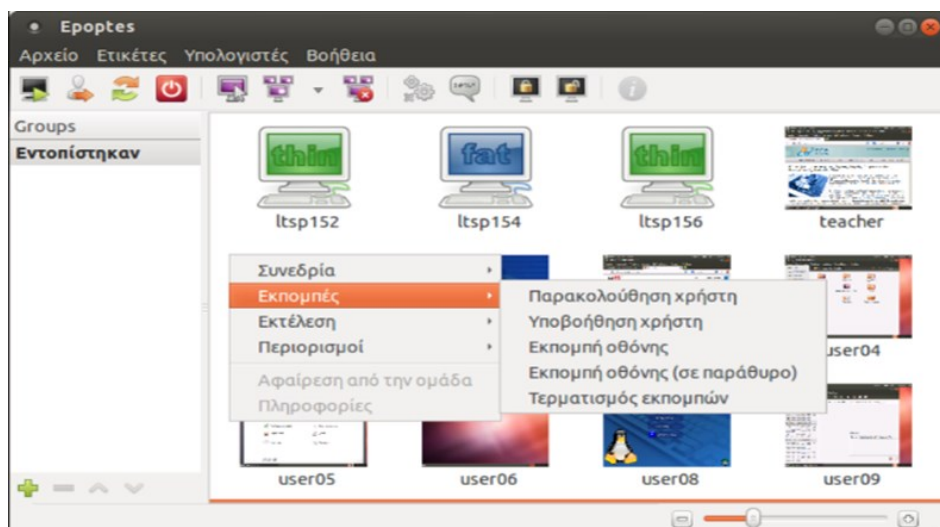 Epoptes
Αρχείο Ετικέτες Υπολογιστές Βοήθεια
Groups
Εντοπίστηκαν
thin
fat
thin
ltsp152
ltsp154
ltsp156
teacher
Συνεδρία
Εκπομπές
Εκτέλεση
Περιορισμοί
Αφαίρεση από την ομάδα
Πληροφορίες
Παρακολούθηση χρήστη
Υποβοήθηση χρήστη
Εκπομπή οθόνης
Εκπομπή οθόνης (σε παράθυρο)
Τερματισμός εκπομπών
user04
user05
user06
user08
user09